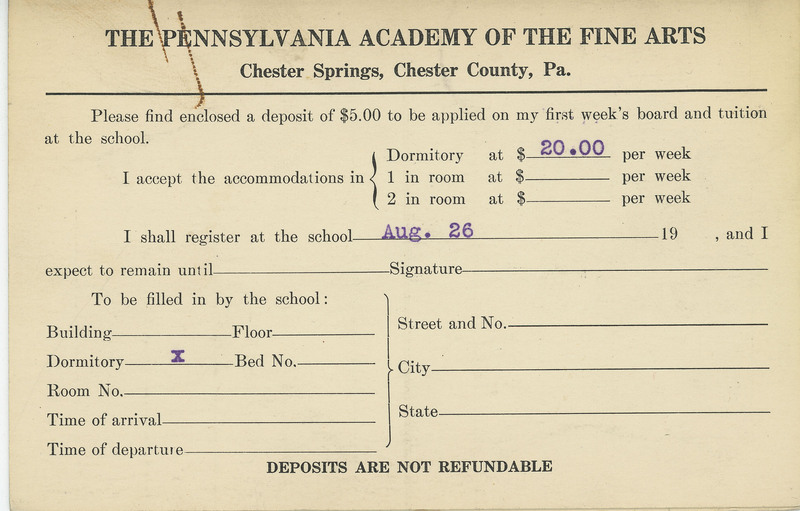 THE PENNSYLVANIA ACADEMY OF THE FINE ARTS
Chester Springs, Chester County, Pa.
Please find enclosed a deposit of $5.00 to be applied on my first week's board and tuition
at the school.
I accept the accommodations in
Dormitory at $ 20.00 per week
1 in room at $ per week
2 in room at $ per week
I shall register at the school Aug. 26 19 , and I
expect to remain until Signature
To be filled in by the school:
Building Floor
Dormitory X Bed No.
Room No.
Time of arrival
Time of departure
Street and No.
City
State
DEPOSITS ARE NOT REFUNDABLE